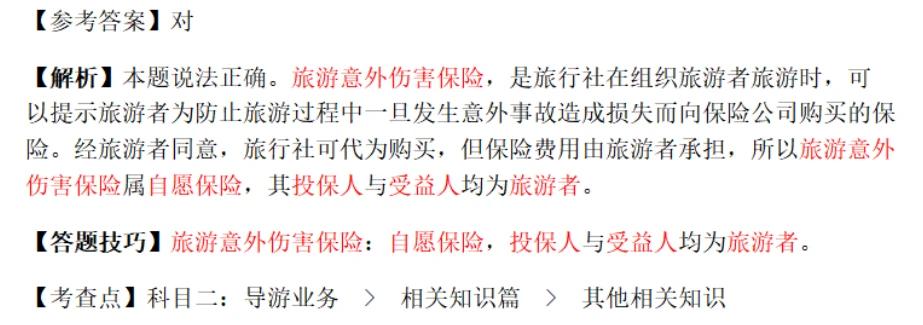 【参考答案】对
【解析】本题说法正确。旅游意外伤害保险，是旅行社在组织旅游者旅游时，可
以提示旅游者为防止旅游过程中一旦发生意外事故造成损失而向保险公司购买的保
险。经旅游者同意，旅行社可代为购买，但保险费用由旅游者承担，所以旅游意外
伤害保险属自愿保险，其投保人与受益人均为旅游者。
【答题技巧】旅游意外伤害保险：自愿保险，投保人与受益人均为旅游者。
【考查点】科目二：导游业务 > 相关知识篇 > 其他相关知识